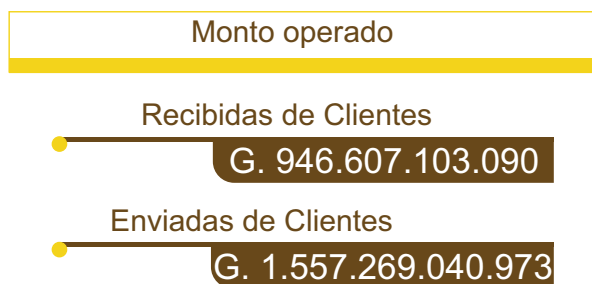 Monto operado
Recibidas de Clientes
G. 946.607.103.090
Enviadas de Clientes
G. 1.557.269.040.973